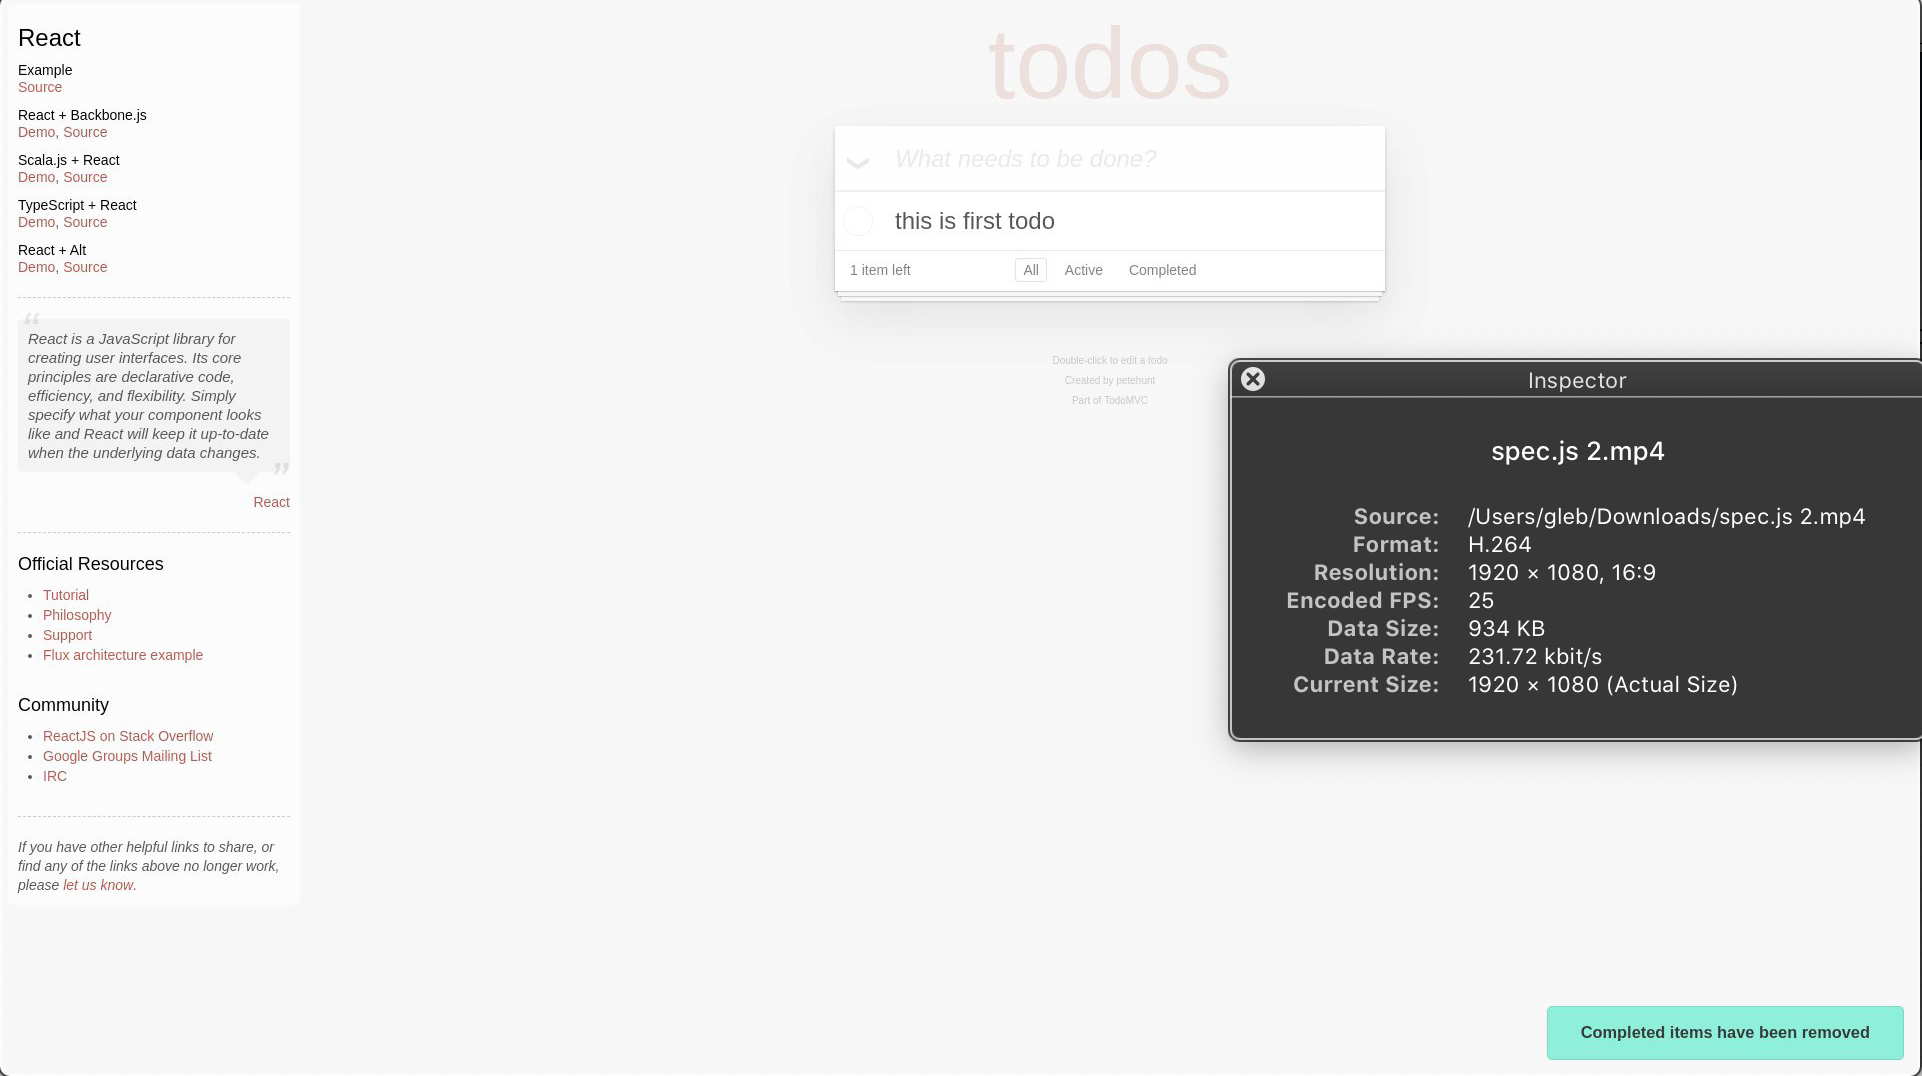 React
Example
Source
React + Backbone.js
Demo, Source
Scala.js + React
Demo, Source
TypeScript + React
Demo, Source
React + Alt
Demo, Source
“
React is a JavaScript library for
creating user interfaces. Its core
principles are declarative code,
efficiency, and flexibility. Simply
specify what your component looks
like and React will keep it up-to-date
when the underlying data changes.
”
React
Official Resources
• Tutorial
• Philosophy
• Support
• Flux architecture example
Community
• ReactJS on Stack Overflow
• Google Groups Mailing List
• IRC
If you have other helpful links to share, or
find any of the links above no longer work,
please let us know.
todos
What needs to be done?
this is first todo
1 item left All Active Completed
Double-click to edit a todo
Created by petehunt
Part of TodoMVC
Inspector
spec.js 2.mp4
Source: /Users/gleb/Downloads/spec.js 2.mp4
Format: H.264
Resolution: 1920 × 1080, 16:9
Encoded FPS: 25
Data Size: 934 KB
Data Rate: 231.72 kbit/s
Current Size: 1920 × 1080 (Actual Size)
Completed items have been removed